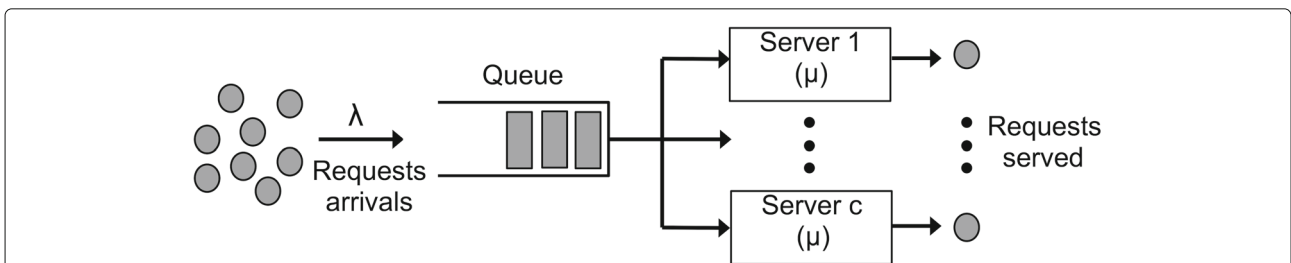 Queue
λ
Requests
arrivals
Server 1
(μ)
Server c
(μ)
Requests
served